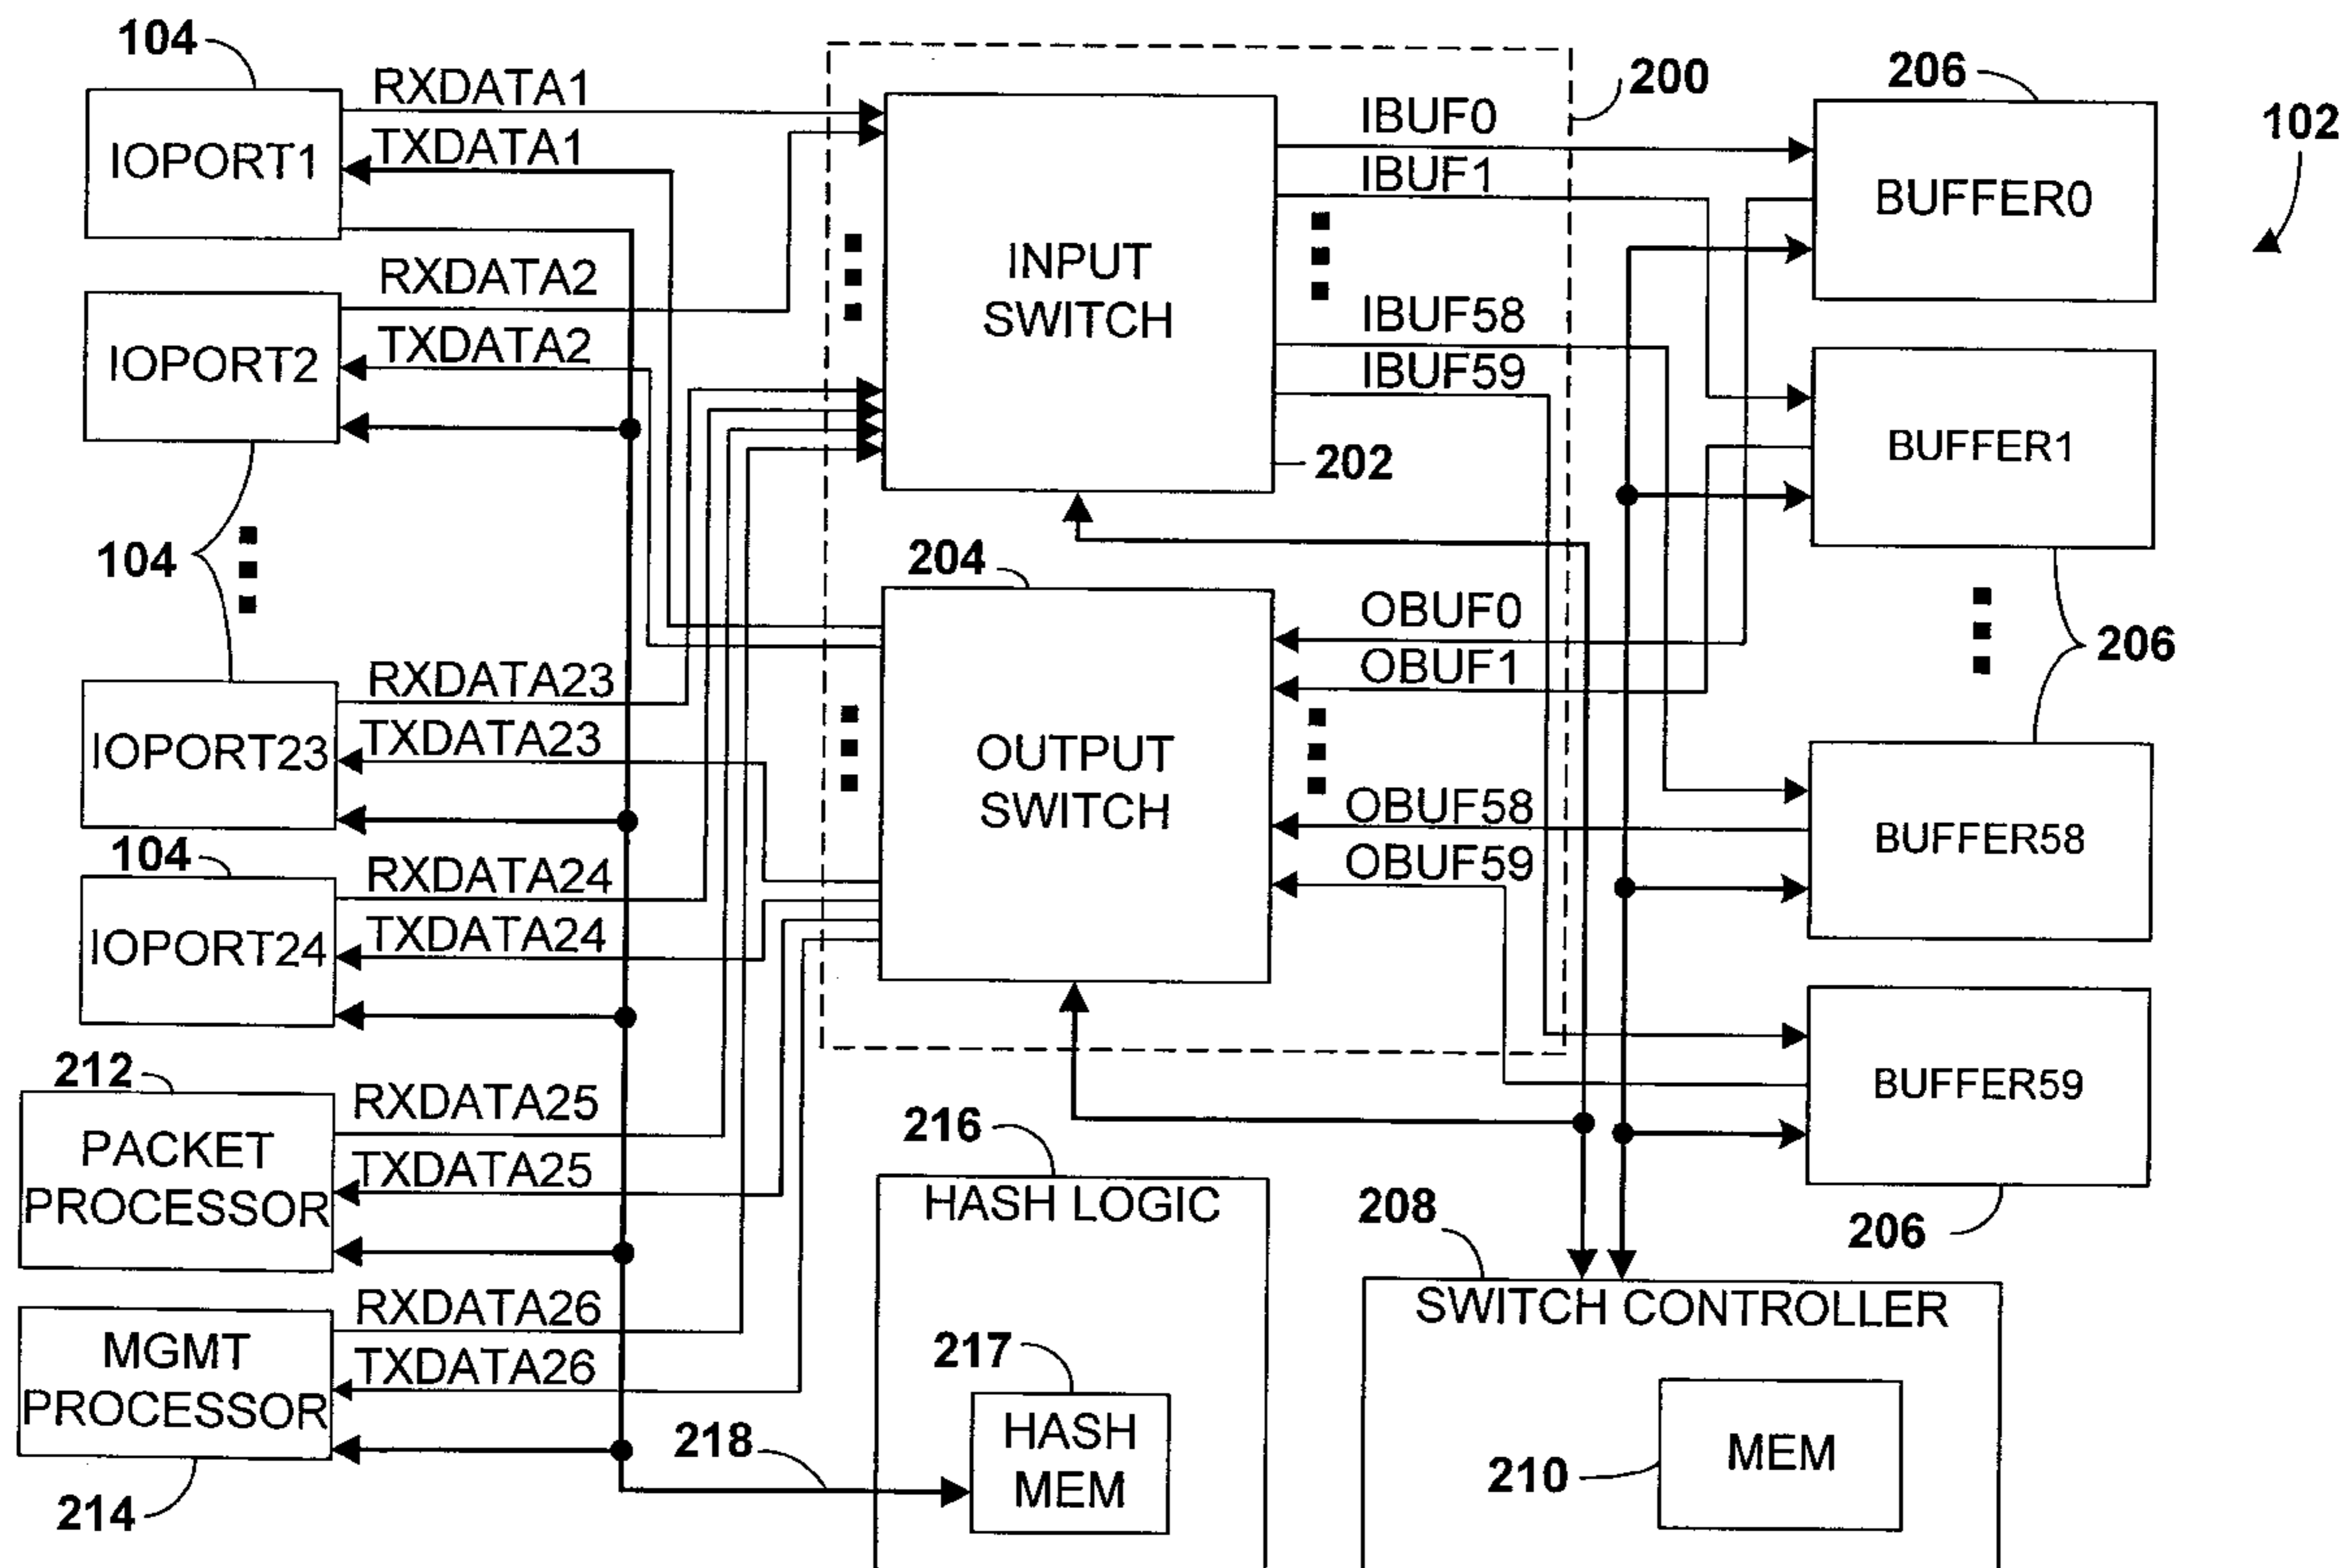 104
RXDATA1
TXDATA1
IOPORT1
RXDATA2
TXDATA2
IOPORT2
104
RXDATA23
TXDATA23
IOPORT23
104
RXDATA24
TXDATA24
IOPORT24
212
RXDATA25
TXDATA25
PACKET
PROCESSOR
RXDATA26
TXDATA26
MGMT
PROCESSOR
214
200
INPUT
SWITCH
202
204
OUTPUT
SWITCH
IBUF0
IBUF1
IBUF58
IBUF59
OBUF0
OBUF1
OBUF58
OBUF59
206
102
BUFFER0
BUFFER1
206
BUFFER58
BUFFER59
206
216
HASH LOGIC
217
HASH
MEM
218
208
SWITCH CONTROLLER
210
MEM